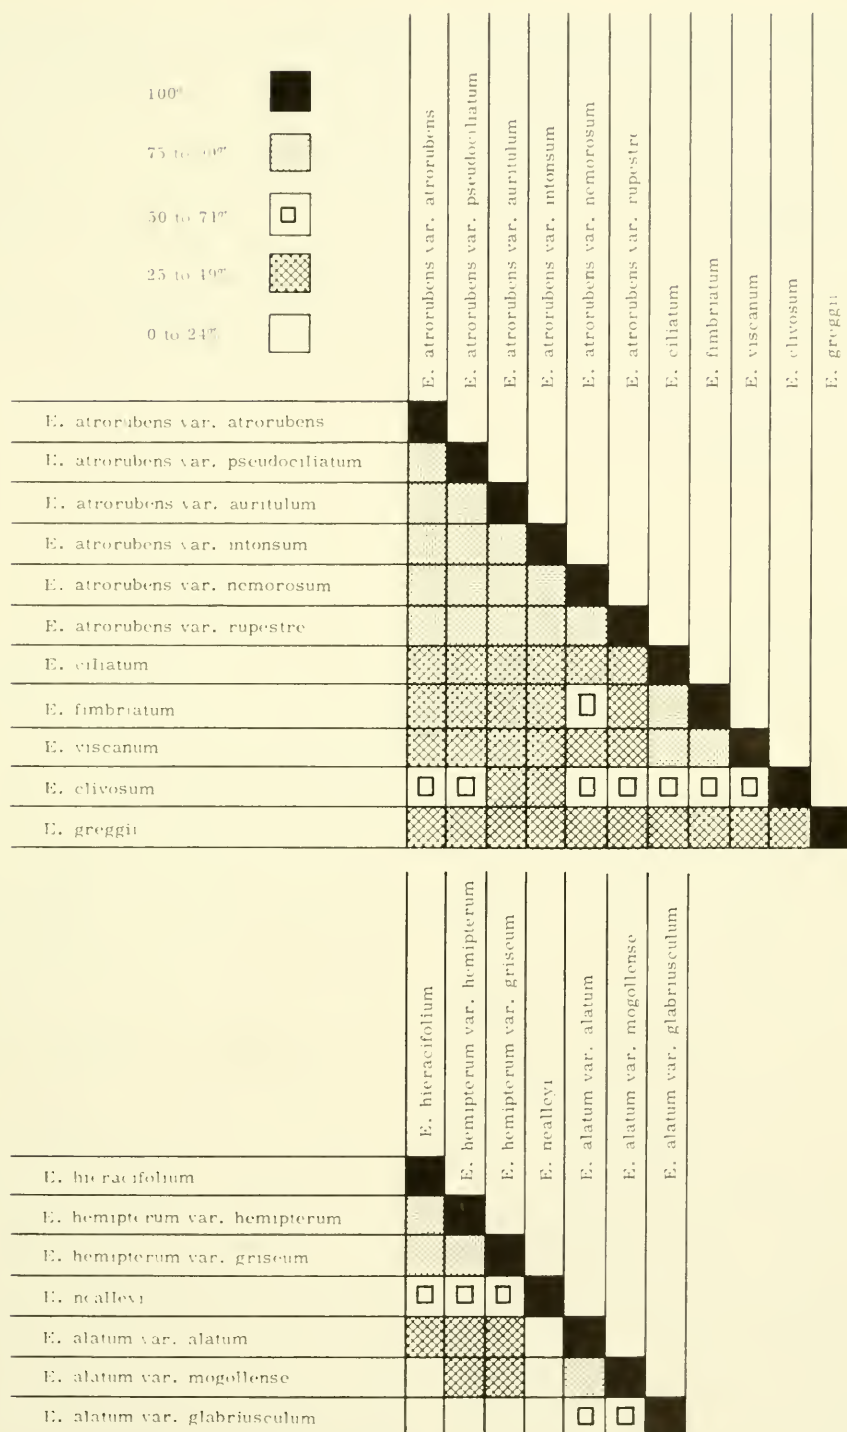 100%
75 to
50 to 74%
25 to 49%
0 to 24%
E. atrorubens var. atrorubens
E. atrorubens var. pseudociliatum
E. atrorubens var. auritulum
E. atrorubens var. intonsum
E. atrorubens var. nemorosum
E. atrorubens var. rupestre
E. ciliatum
E. fimbriatum
E. viscanum
E. clivosum
E. greggii
E. atrorubens var. atrorubens
E. atrorubens var. pseudociliatum
E. atrorubens var. auritulum
E. atrorubens var. intonsum
E. atrorubens var. nemorosum
E. atrorubens var. rupestre
E. ciliatum
E. fimbriatum
E. viscanum
E. clivosum
E. greggii
E. hieracifolium
E. hemipterum var. hemipterum
E. hemipterum var. griseum
E. nealleyi
E. alatum var. alatum
E. alatum var. mogollense
E. alatum var. glabriusculum
E. hieracifolium
E. hemipterum var. hemipterum
E. hemipterum var. griseum
E. nealleyi
E. alatum var. alatum
E. alatum var. mogollense
E. alatum var. glabriusculum